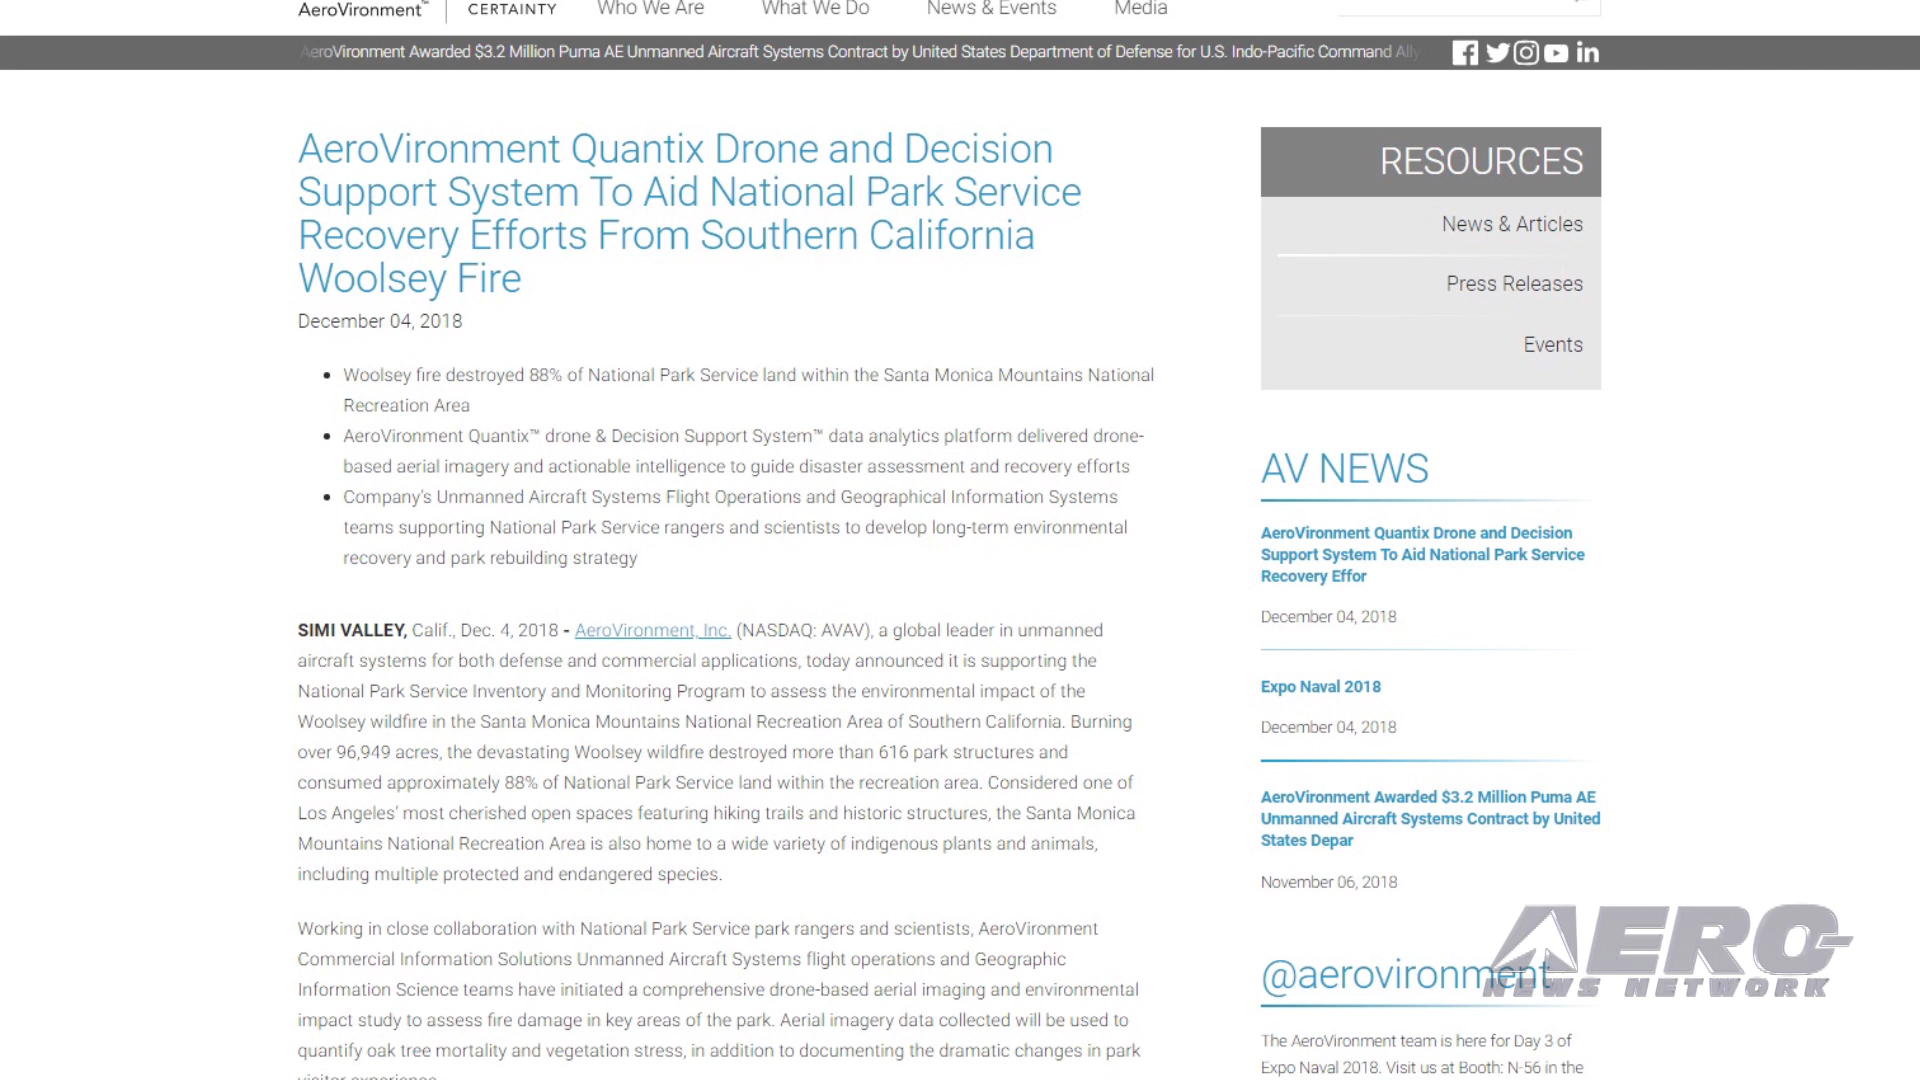 AeroVironment™ CERTAINTY Who We Are What We Do News & Events Media
AeroVironment Awarded $3.2 Million Puma AE Unmanned Aircraft Systems Contract by United States Department of Defense for U.S. Indo-Pacific Command Ally
AeroVironment Quantix Drone and Decision
Support System To Aid National Park Service
Recovery Efforts From Southern California
Woolsey Fire
December 04, 2018
Woolsey fire destroyed 88% of National Park Service land within the Santa Monica Mountains National
Recreation Area
AeroVironment Quantix™ drone & Decision Support System™ data analytics platform delivered drone-
based aerial imagery and actionable intelligence to guide disaster assessment and recovery efforts
Company's Unmanned Aircraft Systems Flight Operations and Geographical Information Systems
teams supporting National Park Service rangers and scientists to develop long-term environmental
recovery and park rebuilding strategy
SIMI VALLEY, Calif., Dec. 4, 2018 - AeroVironment, Inc. (NASDAQ: AVAV), a global leader in unmanned
aircraft systems for both defense and commercial applications, today announced it is supporting the
National Park Service Inventory and Monitoring Program to assess the environmental impact of the
Woolsey wildfire in the Santa Monica Mountains National Recreation Area of Southern California. Burning
over 96,949 acres, the devastating Woolsey wildfire destroyed more than 616 park structures and
consumed approximately 88% of National Park Service land within the recreation area. Considered one of
Los Angeles' most cherished open spaces featuring hiking trails and historic structures, the Santa Monica
Mountains National Recreation Area is also home to a wide variety of indigenous plants and animals,
including multiple protected and endangered species.
Working in close collaboration with National Park Service park rangers and scientists, AeroVironment
Commercial Information Solutions Unmanned Aircraft Systems flight operations and Geographic
Information Science teams have initiated a comprehensive drone-based aerial imaging and environmental
impact study to assess fire damage in key areas of the park. Aerial imagery data collected will be used to
quantify oak tree mortality and vegetation stress, in addition to documenting the dramatic changes in park
visitor experience.
RESOURCES
News & Articles
Press Releases
Events
AV NEWS
AeroVironment Quantix Drone and Decision
Support System To Aid National Park Service
Recovery Effor
December 04, 2018
Expo Naval 2018
December 04, 2018
AeroVironment Awarded $3.2 Million Puma AE
Unmanned Aircraft Systems Contract by United
States Depar
November 06, 2018
@aerovironment
The AeroVironment team is here for Day 3 of
Expo Naval 2018. Visit us at Booth: N-56 in the
AERO-
NEWS NETWORK